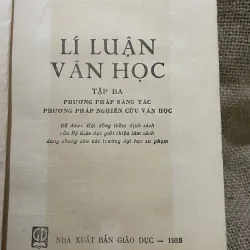 LÍ LUẬN
VĂN HỌC
TẬP BA
PHƯƠNG PHÁP SÁNG TÁC
PHƯƠNG PHÁP NGHIÊN CỨU VĂN HỌC
Đã được Hội đồng thẩm định sách
của Bộ Giáo dục giới thiệu làm sách
dùng chung cho các trường đại học sư phạm
NHÀ XUẤT BẢN GIÁO DỤC — 1988